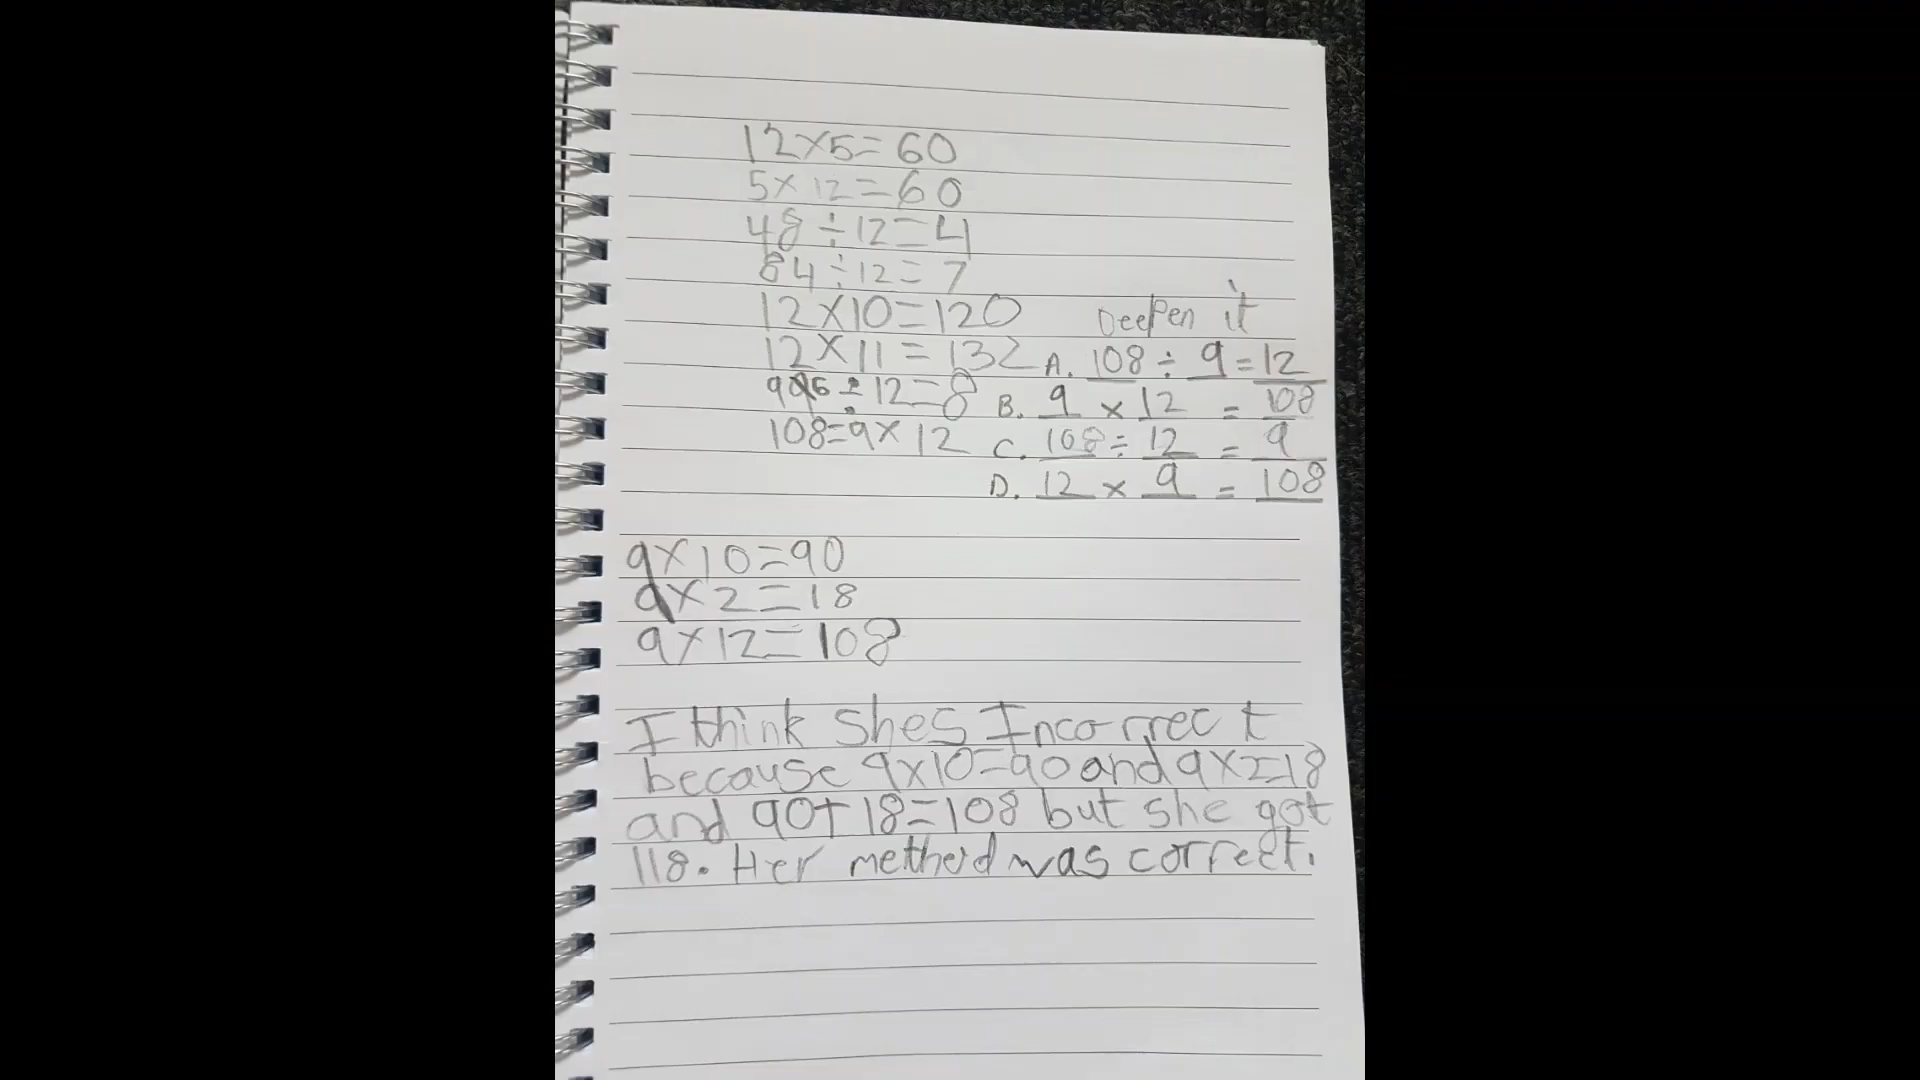 12×5=60
5×12=60
48÷12=4
84÷12=7
12×10=120
12×11=132
÷12=8
108=9×12
Deepen it
A. 108÷9=12
B. 9×12=108
C. 108÷12=9
D. 12×9=108
9×10=90
9×2=18
9×12=108
I think shes Incorrect
because 9×10=90 and 9×2=18
and 90+18=108 but she got
118. Her metherd was correct.